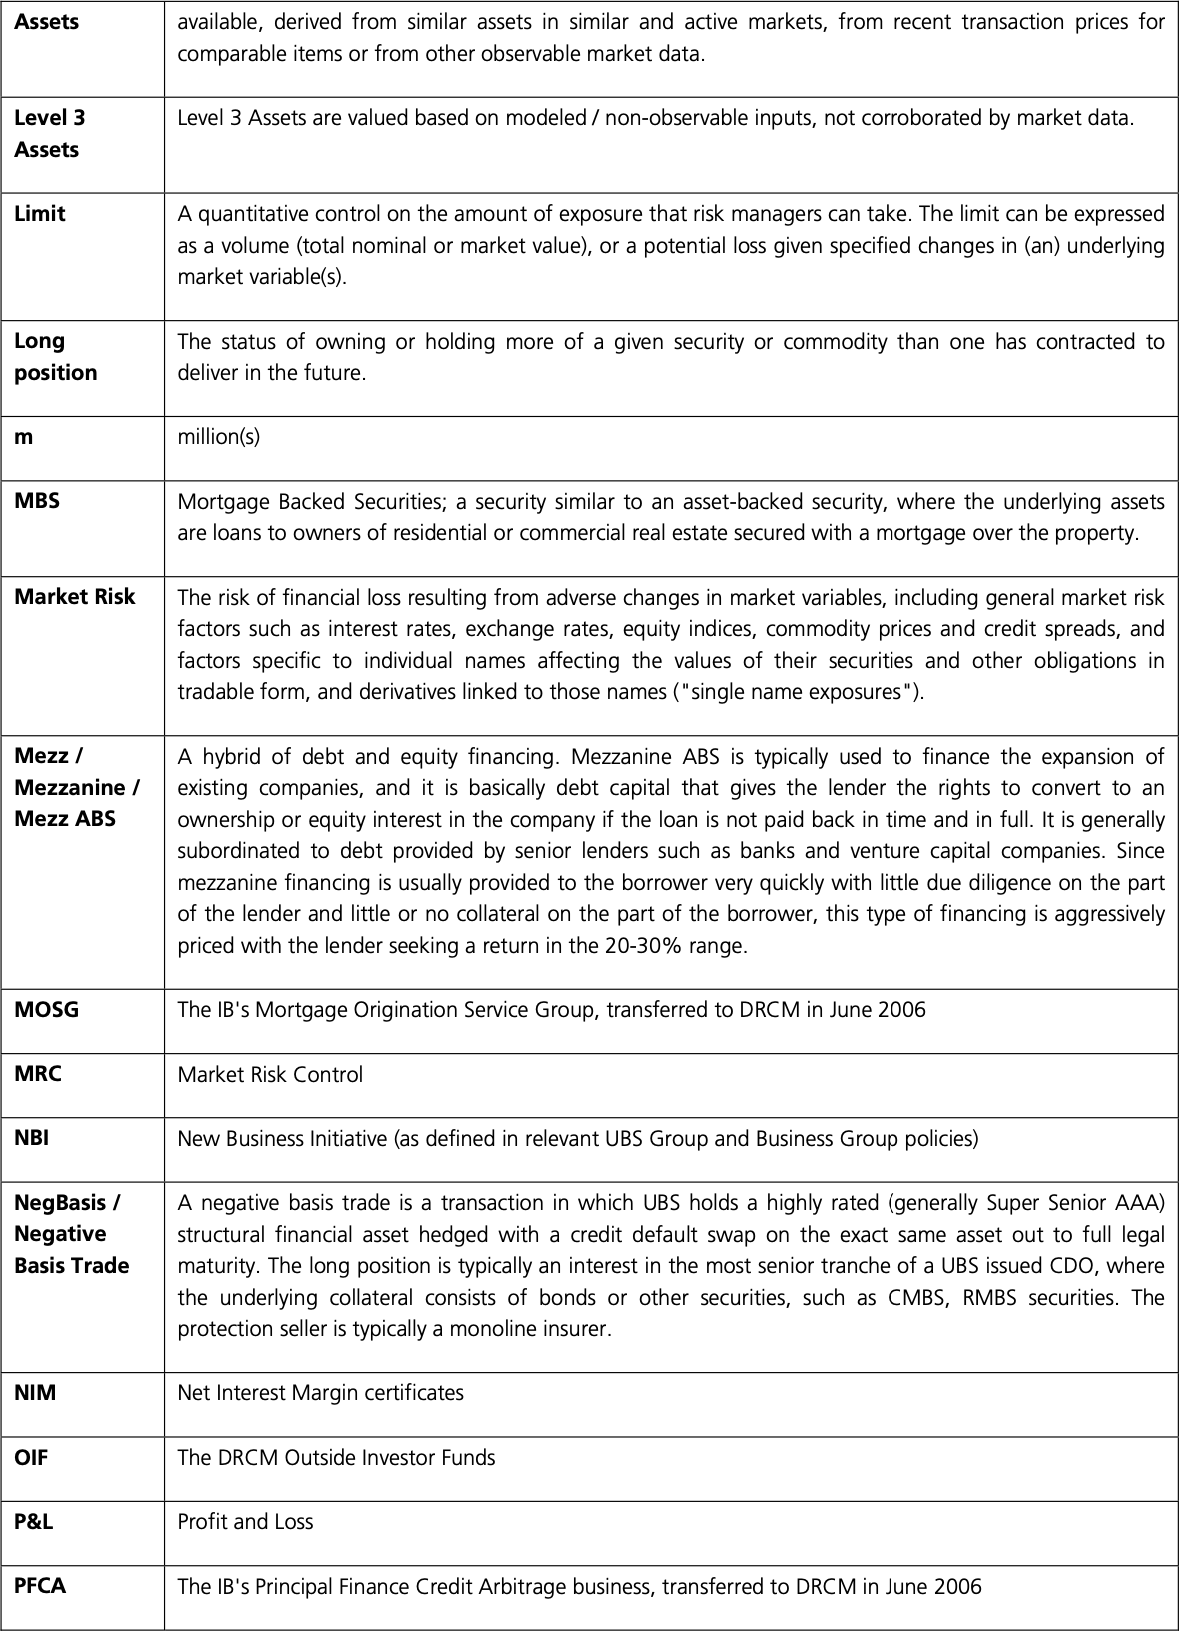 Assets available, derived from similar assets in similar and active markets, from recent transaction prices for
comparable items or from other observable market data.
Level 3 Level 3 Assets are valued based on modeled / non-observable inputs, not corroborated by market data.
Assets
Limit A quantitative control on the amount of exposure that risk managers can take. The limit can be expressed
as a volume (total nominal or market value), or a potential loss given specified changes in (an) underlying
market variable(s).
Long The status of owning or holding more of a given security or commodity than one has contracted to
position deliver in the future.
m million(s)
MBS Mortgage Backed Securities; a security similar to an asset-backed security, where the underlying assets
are loans to owners of residential or commercial real estate secured with a mortgage over the property.
Market Risk The risk of financial loss resulting from adverse changes in market variables, including general market risk
factors such as interest rates, exchange rates, equity indices, commodity prices and credit spreads, and
factors specific to individual names affecting the values of their securities and other obligations in
tradable form, and derivatives linked to those names ("single name exposures").
Mezz / A hybrid of debt and equity financing. Mezzanine ABS is typically used to finance the expansion of
Mezzanine / existing companies, and it is basically debt capital that gives the lender the rights to convert to an
Mezz ABS ownership or equity interest in the company if the loan is not paid back in time and in full. It is generally
subordinated to debt provided by senior lenders such as banks and venture capital companies. Since
mezzanine financing is usually provided to the borrower very quickly with little due diligence on the part
of the lender and little or no collateral on the part of the borrower, this type of financing is aggressively
priced with the lender seeking a return in the 20-30% range.
MOSG The IB's Mortgage Origination Service Group, transferred to DRCM in June 2006
MRC Market Risk Control
NBI New Business Initiative (as defined in relevant UBS Group and Business Group policies)
NegBasis / A negative basis trade is a transaction in which UBS holds a highly rated (generally Super Senior AAA)
Negative structural financial asset hedged with a credit default swap on the exact same asset out to full legal
Basis Trade maturity. The long position is typically an interest in the most senior tranche of a UBS issued CDO, where
the underlying collateral consists of bonds or other securities, such as CMBS, RMBS securities. The
protection seller is typically a monoline insurer.
NIM Net Interest Margin certificates
OIF The DRCM Outside Investor Funds
P&L Profit and Loss
PFCA The IB's Principal Finance Credit Arbitrage business, transferred to DRCM in June 2006